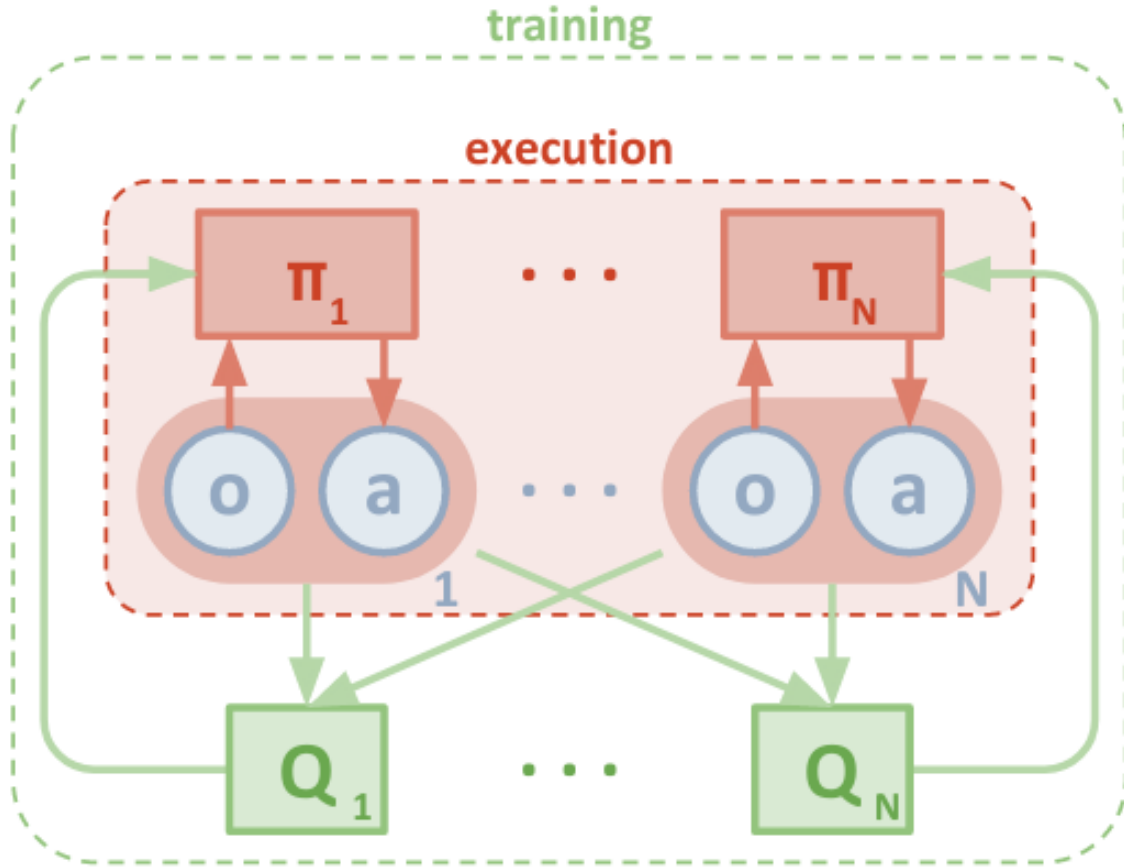 training
execution
π1 . . . πN
o a . . . o a
1 N
Q1 . . . QN